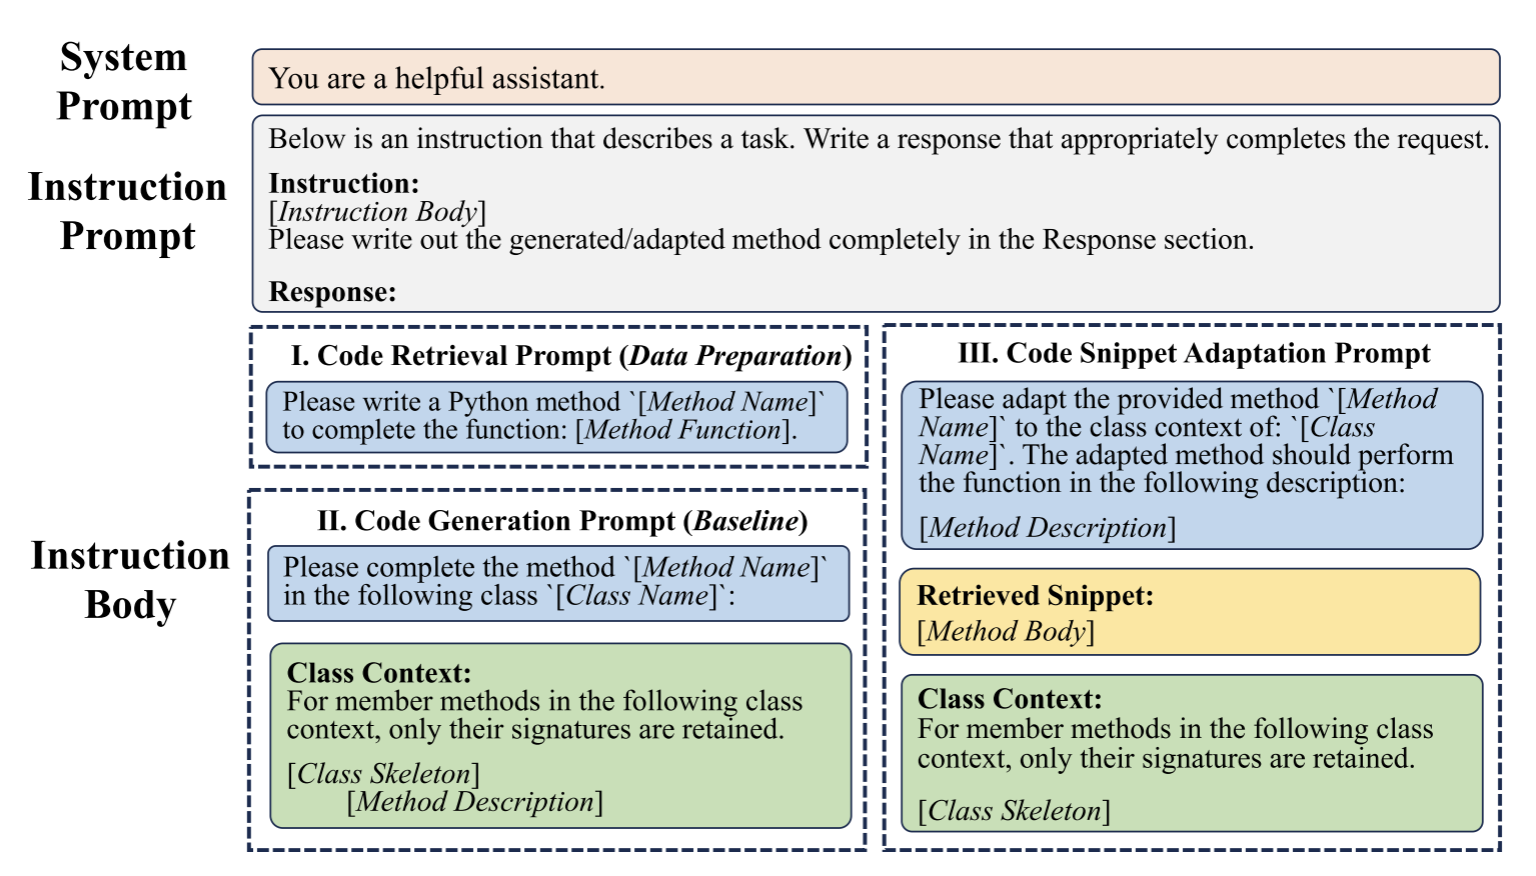 System
Prompt
You are a helpful assistant.
Instruction
Prompt
Below is an instruction that describes a task. Write a response that appropriately completes the request.
Instruction:
[Instruction Body]
Please write out the generated/adapted method completely in the Response section.
Response:
Instruction
Body
I. Code Retrieval Prompt (Data Preparation)
Please write a Python method `[Method Name]`
to complete the function: [Method Function].
II. Code Generation Prompt (Baseline)
Please complete the method `[Method Name]`
in the following class `[Class Name]`:
Class Context:
For member methods in the following class
context, only their signatures are retained.
[Class Skeleton]
[Method Description]
III. Code Snippet Adaptation Prompt
Please adapt the provided method `[Method
Name]` to the class context of: `[Class
Name]`. The adapted method should perform
the function in the following description:
[Method Description]
Retrieved Snippet:
[Method Body]
Class Context:
For member methods in the following class
context, only their signatures are retained.
[Class Skeleton]